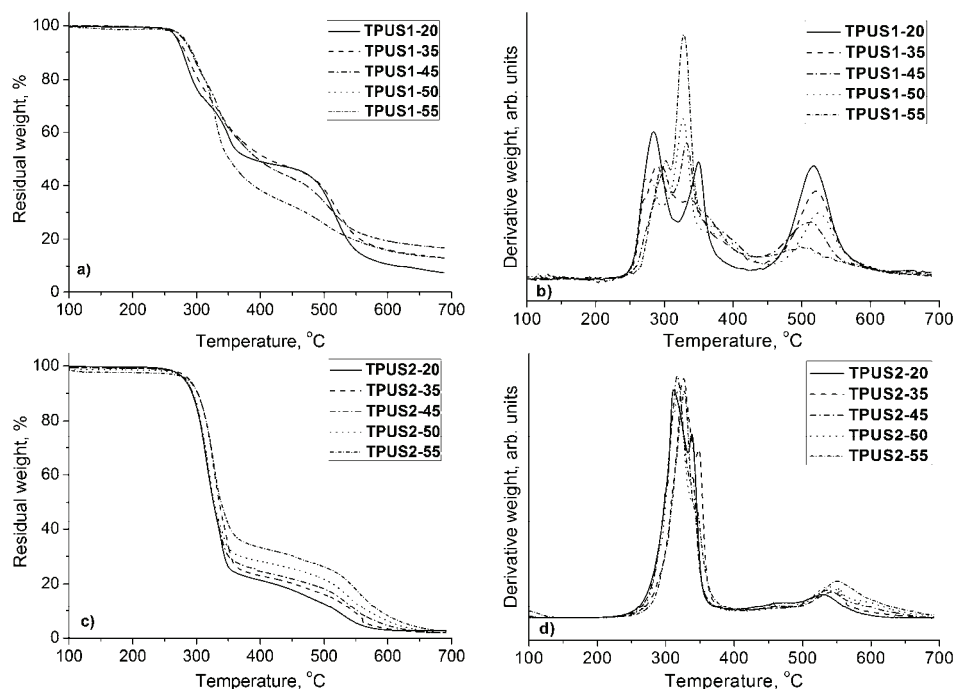 100
80
60
40
20
0
Residual weight, %
TPUS1-20
TPUS1-35
TPUS1-45
TPUS1-50
TPUS1-55
a)
100 200 300 400 500 600 700
Temperature, °C
Derivative weight, arb. units
TPUS1-20
TPUS1-35
TPUS1-45
TPUS1-50
TPUS1-55
b)
100 200 300 400 500 600 700
Temperature, °C
100
80
60
40
20
0
Residual weight, %
TPUS2-20
TPUS2-35
TPUS2-45
TPUS2-50
TPUS2-55
c)
100 200 300 400 500 600 700
Temperature, °C
Derivative weight, arb. units
TPUS2-20
TPUS2-35
TPUS2-45
TPUS2-50
TPUS2-55
d)
100 200 300 400 500 600 700
Temperature, °C